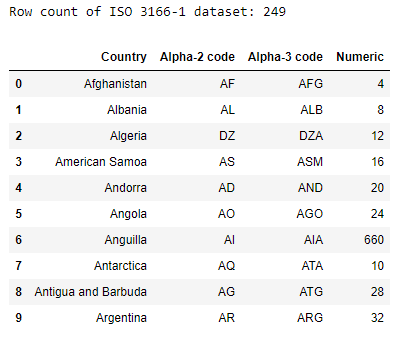 Row count of ISO 3166-1 dataset: 249
Country Alpha-2 code Alpha-3 code Numeric
0 Afghanistan AF AFG 4
1 Albania AL ALB 8
2 Algeria DZ DZA 12
3 American Samoa AS ASM 16
4 Andorra AD AND 20
5 Angola AO AGO 24
6 Anguilla AI AIA 660
7 Antarctica AQ ATA 10
8 Antigua and Barbuda AG ATG 28
9 Argentina AR ARG 32